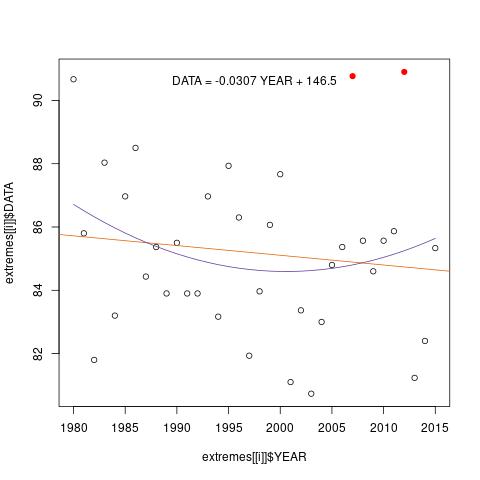 DATA = -0.0307 YEAR + 146.5
90
88
86
84
82
extremes[[i]]$DATA
1980 1985 1990 1995 2000 2005 2010 2015
extremes[[i]]$YEAR